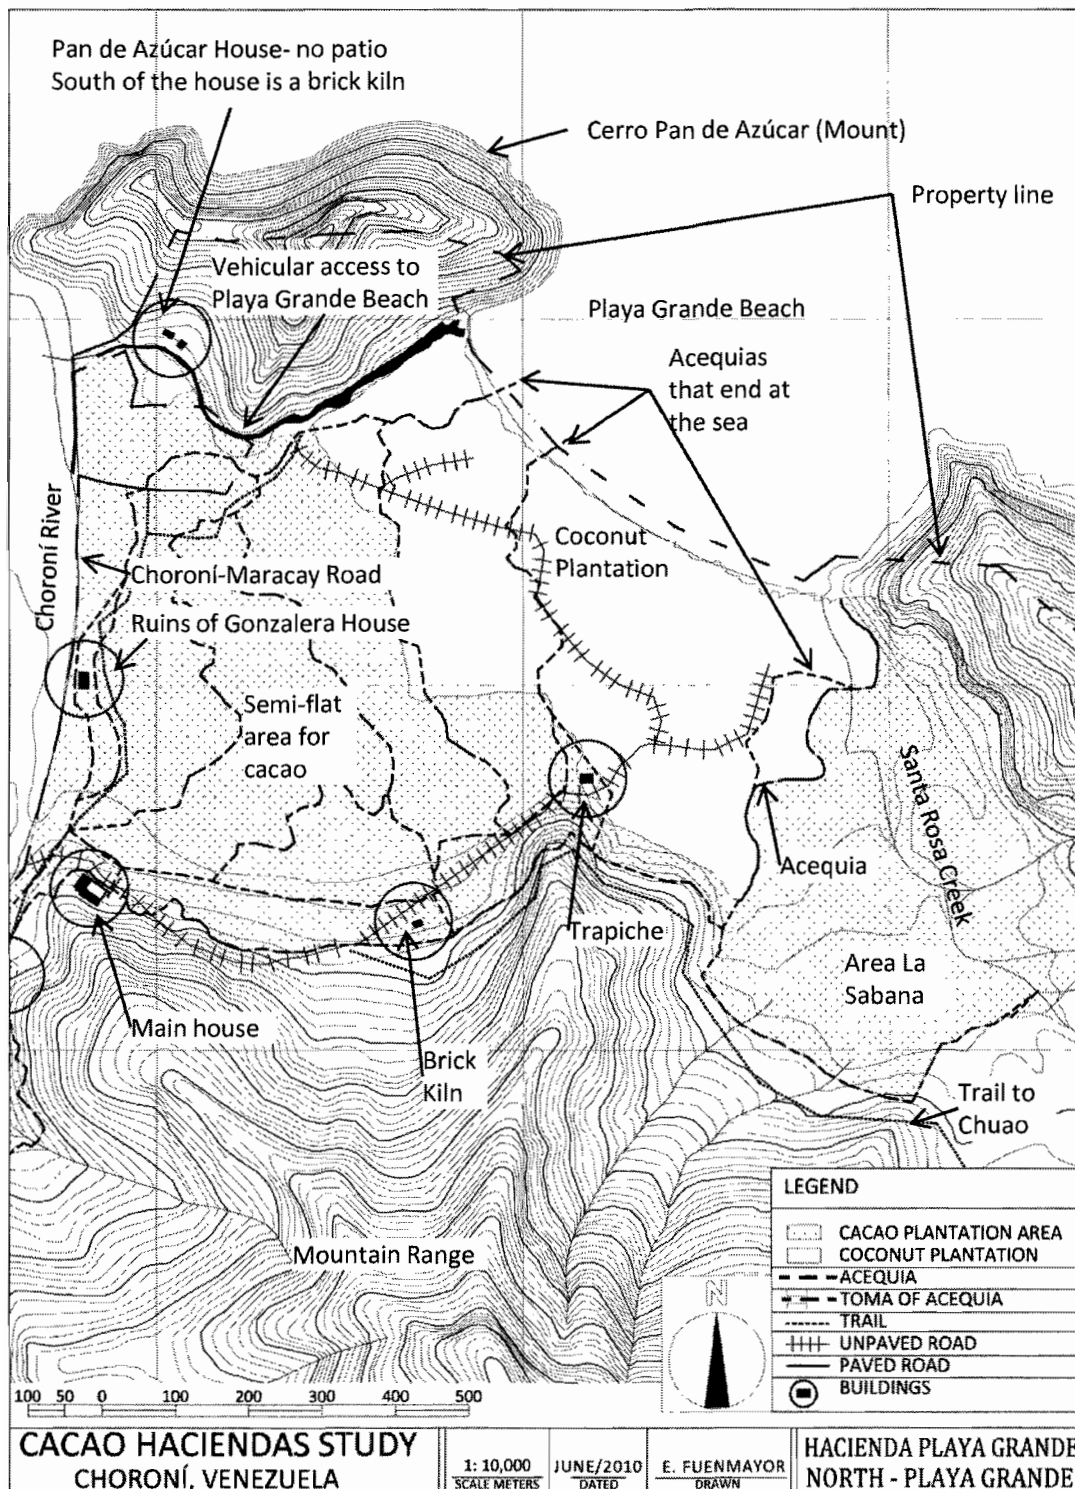 Pan de Azúcar House- no patio
South of the house is a brick kiln
Cerro Pan de Azúcar (Mount)
Property line
Vehicular access to
Playa Grande Beach
Playa Grande Beach
Acequias
that end at
the sea
Choroní River
Coconut
Plantation
Choroní-Maracay Road
Ruins of Gonzalera House
Semi-flat
area for
cacao
Santa Rosa Creek
Acequia
Trapiche
Area La
Sabana
Main house
Brick
Kiln
Trail to
Chuao
Mountain Range
LEGEND
CACAO PLANTATION AREA
COCONUT PLANTATION
ACEQUIA
TOMA OF ACEQUIA
TRAIL
UNPAVED ROAD
PAVED ROAD
BUILDINGS
N
100 50 0 100 200 300 400 500
CACAO HACIENDAS STUDY
CHORONÍ, VENEZUELA
1: 10,000
SCALE METERS
JUNE/2010
DATED
E. FUENMAYOR
DRAWN
HACIENDA PLAYA GRANDE
NORTH - PLAYA GRANDE